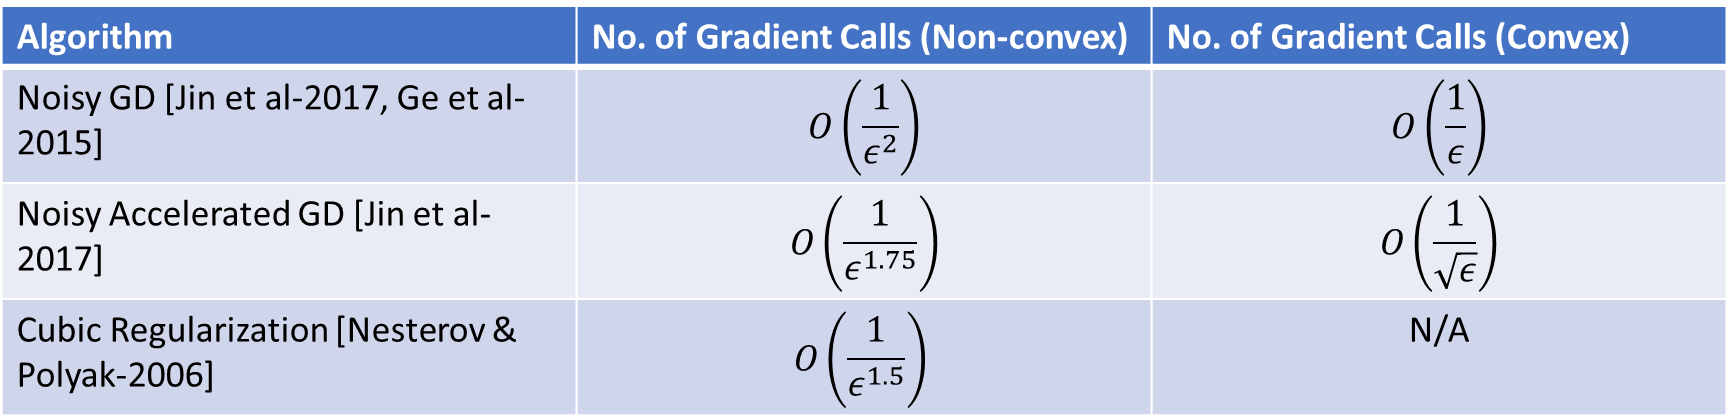 Algorithm
No. of Gradient Calls (Non-convex)
No. of Gradient Calls (Convex)
Noisy GD [Jin et al-2017, Ge et al-
2015]
O(1/ϵ²)
O(1/ϵ)
Noisy Accelerated GD [Jin et al-
2017]
O(1/ϵ^1.75)
O(1/√ϵ)
Cubic Regularization [Nesterov &
Polyak-2006]
O(1/ϵ^1.5)
N/A